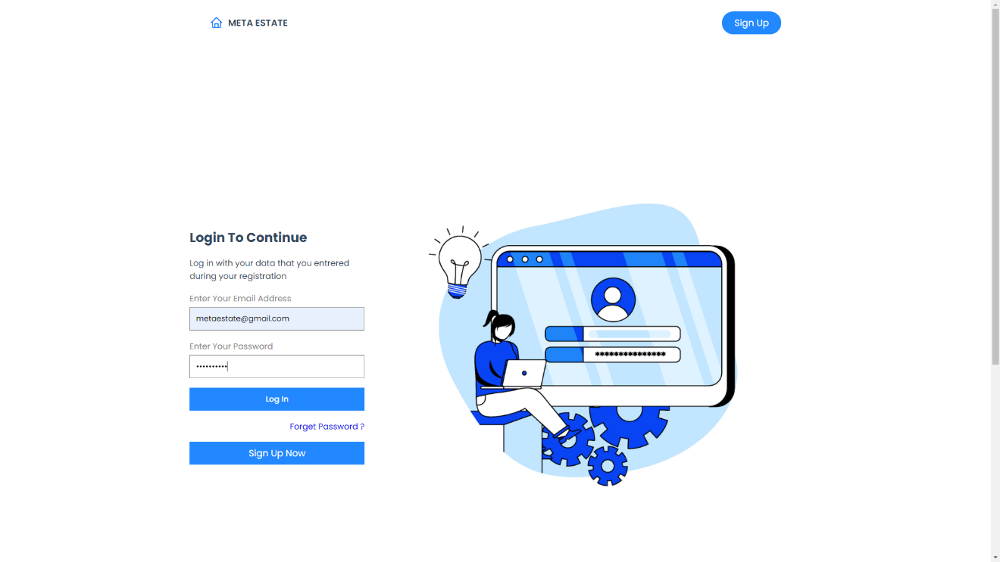 META ESTATE
Sign Up
Login To Continue
Log in with your data that you entrered
during your registration
Enter Your Email Address
metaestate@gmail.com
Enter Your Password
••••••••••
Log In
Forget Password ?
Sign Up Now
***************